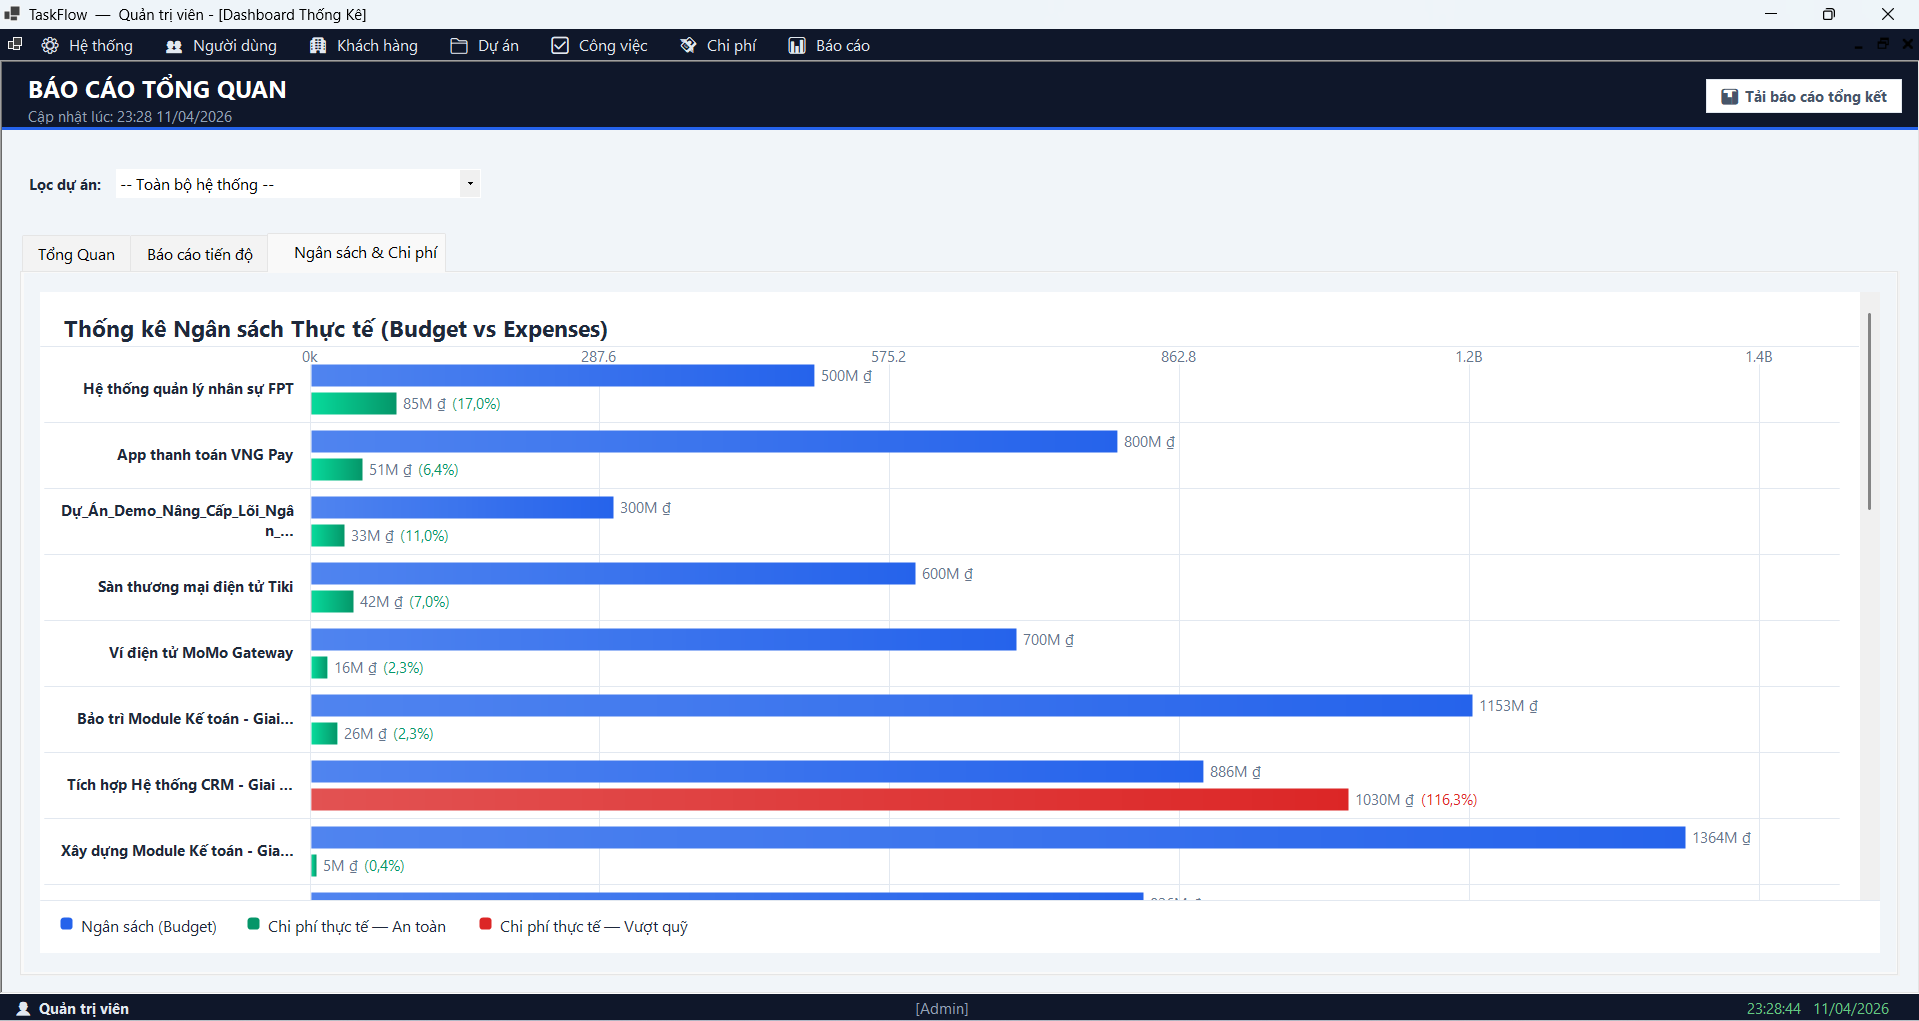 TaskFlow — Quản trị viên - [Dashboard Thống Kê]
Hệ thống Người dùng Khách hàng Dự án Công việc Chi phí Báo cáo
BÁO CÁO TỔNG QUAN
Cập nhật lúc: 23:28 11/04/2026
Tải báo cáo tổng kết
Lọc dự án: -- Toàn bộ hệ thống --
Tổng Quan Báo cáo tiến độ Ngân sách & Chi phí
Thống kê Ngân sách Thực tế (Budget vs Expenses)
0k 287.6 575.2 862.8 1.2B 1.4B
Hệ thống quản lý nhân sự FPT
500M ₫
85M ₫ (17,0%)
App thanh toán VNG Pay
800M ₫
51M ₫ (6,4%)
Dự_Án_Demo_Nâng_Cấp_Lõi_Ngâ
n_...
300M ₫
33M ₫ (11,0%)
Sàn thương mại điện tử Tiki
600M ₫
42M ₫ (7,0%)
Ví điện tử MoMo Gateway
700M ₫
16M ₫ (2,3%)
Bảo trì Module Kế toán - Giai...
1153M ₫
26M ₫ (2,3%)
Tích hợp Hệ thống CRM - Giai ...
886M ₫
1030M ₫ (116,3%)
Xây dựng Module Kế toán - Gia...
1364M ₫
5M ₫ (0,4%)
Ngân sách (Budget) Chi phí thực tế — An toàn Chi phí thực tế — Vượt quỹ
Quản trị viên [Admin] 23:28:44 11/04/2026